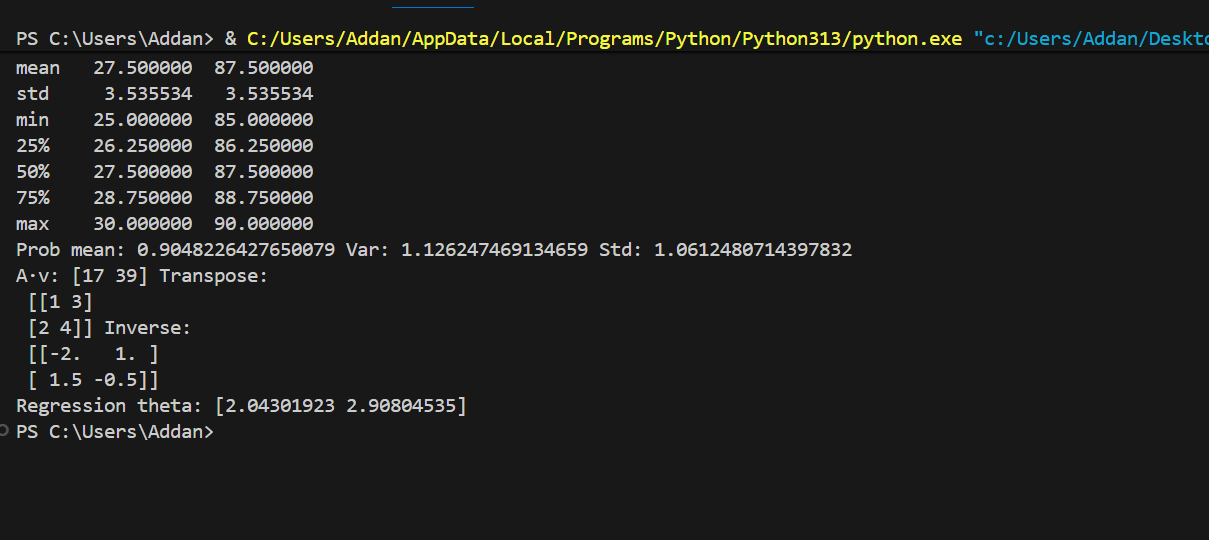 PS C:\Users\Addan> & C:/Users/Addan/AppData/Local/Programs/Python/Python313/python.exe "c:/Users/Addan/Deskto
mean   27.500000  87.500000
std     3.535534   3.535534
min    25.000000  85.000000
25%    26.250000  86.250000
50%    27.500000  87.500000
75%    28.750000  88.750000
max    30.000000  90.000000
Prob mean: 0.9048226427650079 Var: 1.126247469134659 Std: 1.0612480714397832
A·v: [17 39] Transpose:
 [[1 3]
 [2 4]] Inverse:
 [[-2.   1. ]
 [ 1.5 -0.5]]
Regression theta: [2.04301923 2.90804535]
PS C:\Users\Addan>